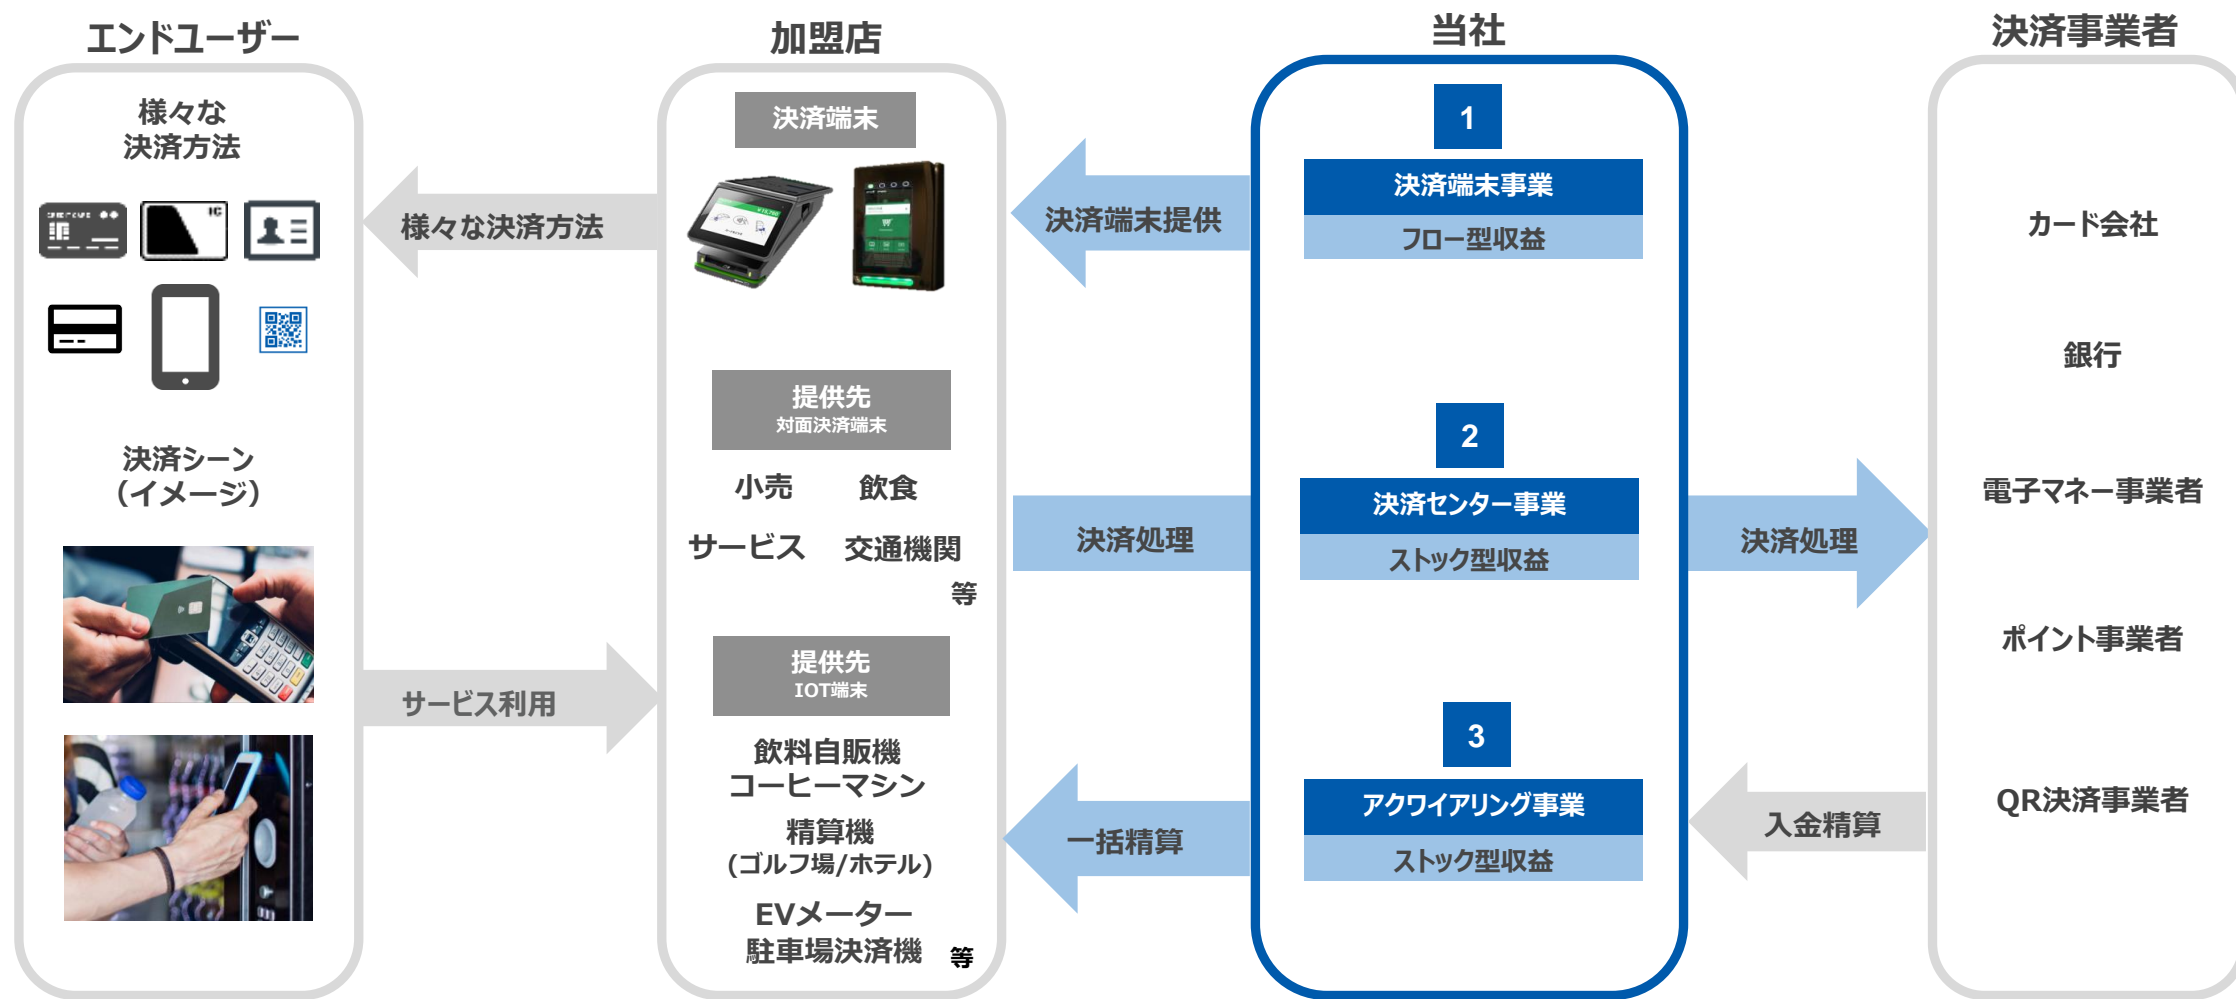 エンドユーザー
様々な
決済方法
IC
決済シーン
（イメージ）
様々な決済方法
サービス利用
加盟店
決済端末
提供先
対面決済端末
小売
飲食
サービス
交通機関
等
提供先
IOT端末
飲料自販機
コーヒーマシン
精算機
(ゴルフ場/ホテル)
EVメーター
駐車場決済機
等
決済端末提供
決済処理
一括精算
当社
1
決済端末事業
フロー型収益
2
決済センター事業
ストック型収益
3
アクワイアリング事業
ストック型収益
決済処理
入金精算
決済事業者
カード会社
銀行
電子マネー事業者
ポイント事業者
QR決済事業者